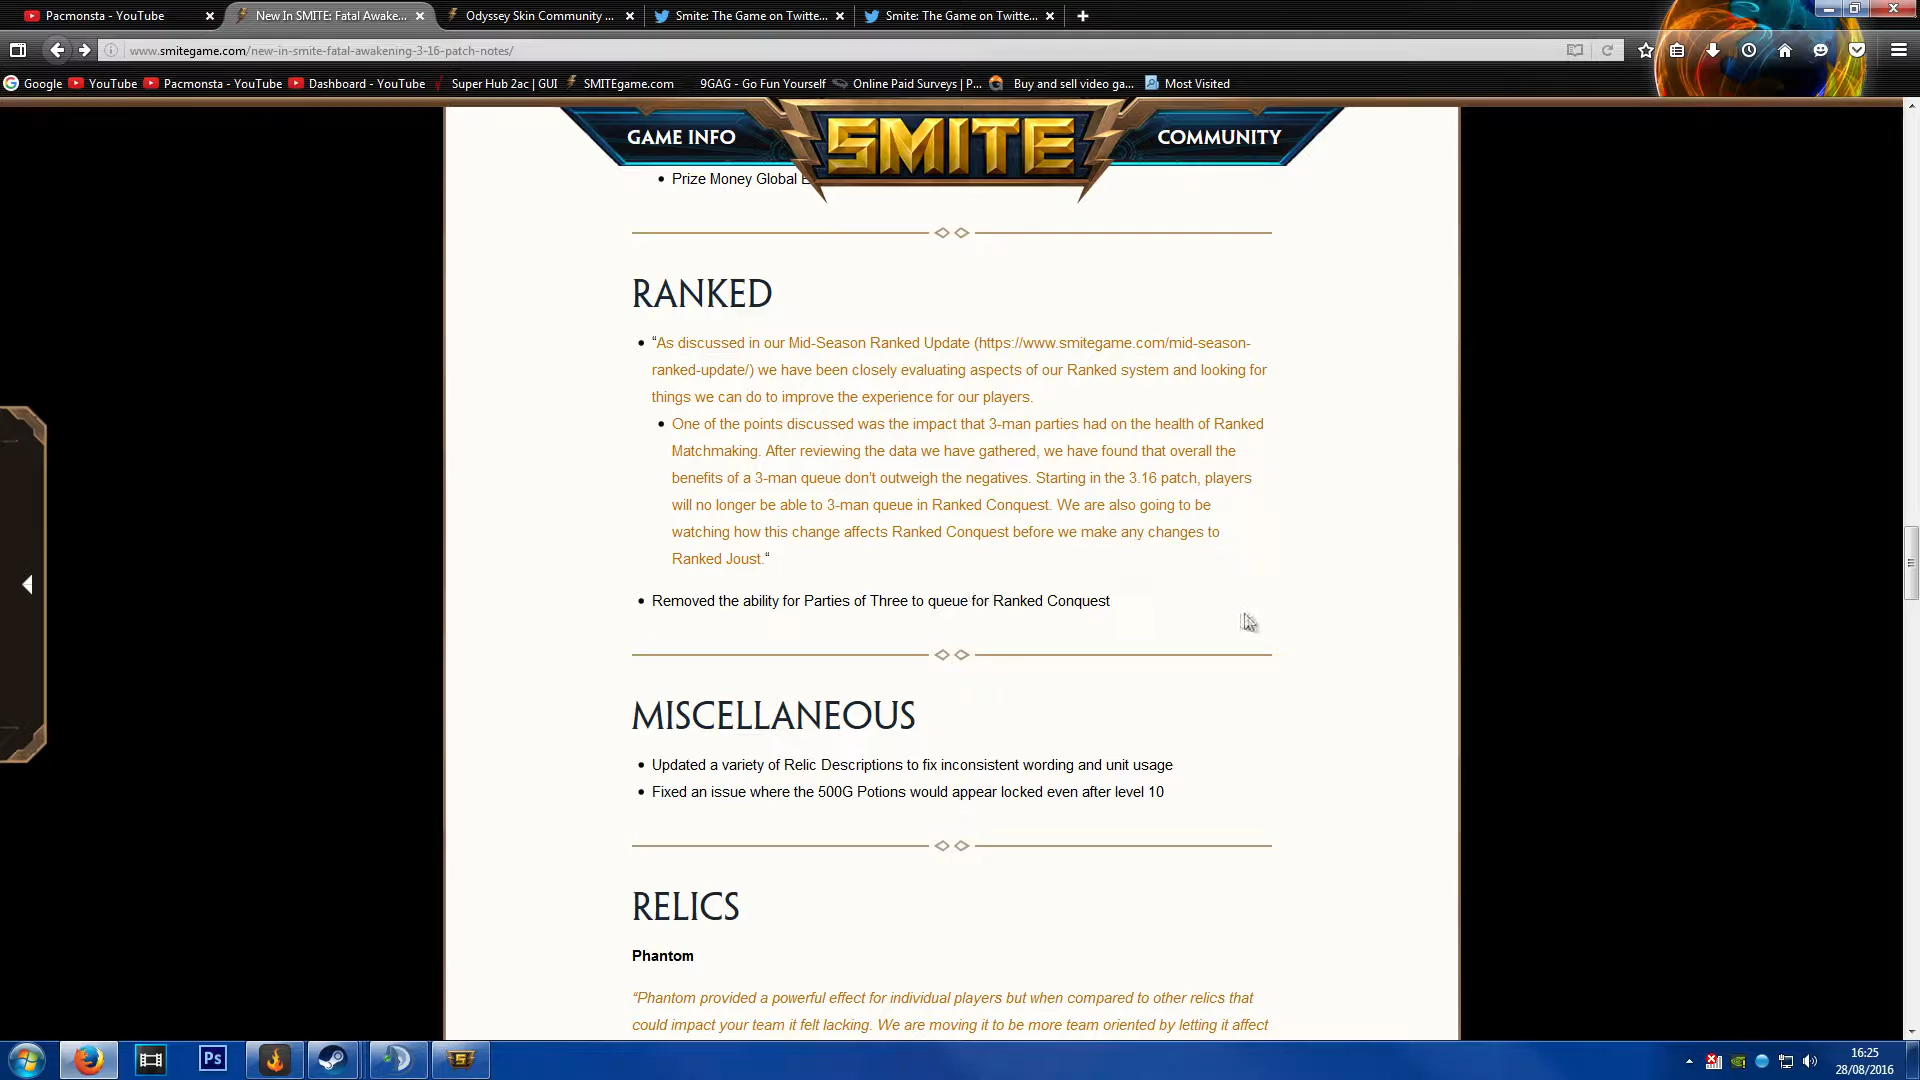 Pacmonsta - YouTube
New In SMITE: Fatal Awake...
Odyssey Skin Community ...
Smite: The Game on Twitte...
Smite: The Game on Twitte...
www.smitegame.com/new-in-smite-fatal-awakening-3-16-patch-notes/
Google YouTube Pacmonsta - YouTube Dashboard - YouTube Super Hub 2ac | GUI SMITEgame.com 9GAG - Go Fun Yourself Online Paid Surveys | P... Buy and sell video ga... Most Visited
GAME INFO SMITE COMMUNITY
• Prize Money Global
RANKED
• “As discussed in our Mid-Season Ranked Update (https://www.smitegame.com/mid-season-
ranked-update/) we have been closely evaluating aspects of our Ranked system and looking for
things we can do to improve the experience for our players.
• One of the points discussed was the impact that 3-man parties had on the health of Ranked
Matchmaking. After reviewing the data we have gathered, we have found that overall the
benefits of a 3-man queue don’t outweigh the negatives. Starting in the 3.16 patch, players
will no longer be able to 3-man queue in Ranked Conquest. We are also going to be
watching how this change affects Ranked Conquest before we make any changes to
Ranked Joust.“
• Removed the ability for Parties of Three to queue for Ranked Conquest
MISCELLANEOUS
• Updated a variety of Relic Descriptions to fix inconsistent wording and unit usage
• Fixed an issue where the 500G Potions would appear locked even after level 10
RELICS
Phantom
“Phantom provided a powerful effect for individual players but when compared to other relics that
could impact your team it felt lacking. We are moving it to be more team oriented by letting it affect
Ps
16:25
28/08/2016